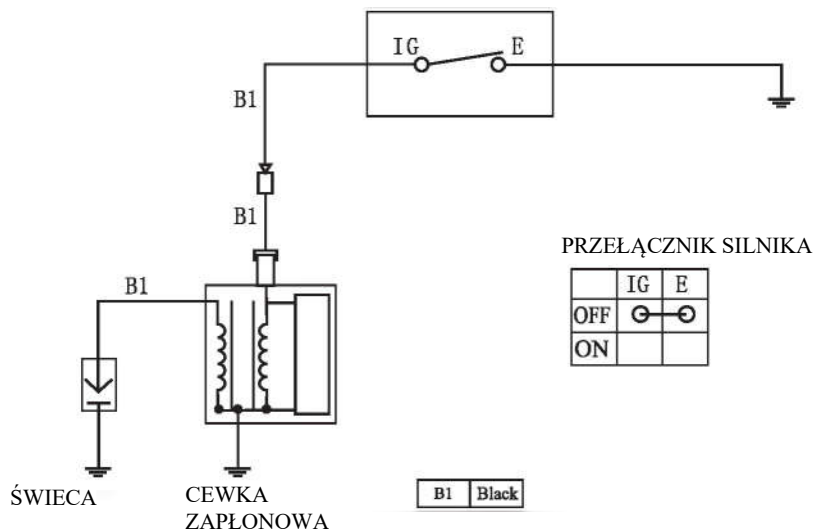 IG E
B1
B1
B1
PRZEŁĄCZNIK SILNIKA
IG E
OFF
ON
ŚWIECA
CEWKA
ZAPŁONOWA
B1 Black